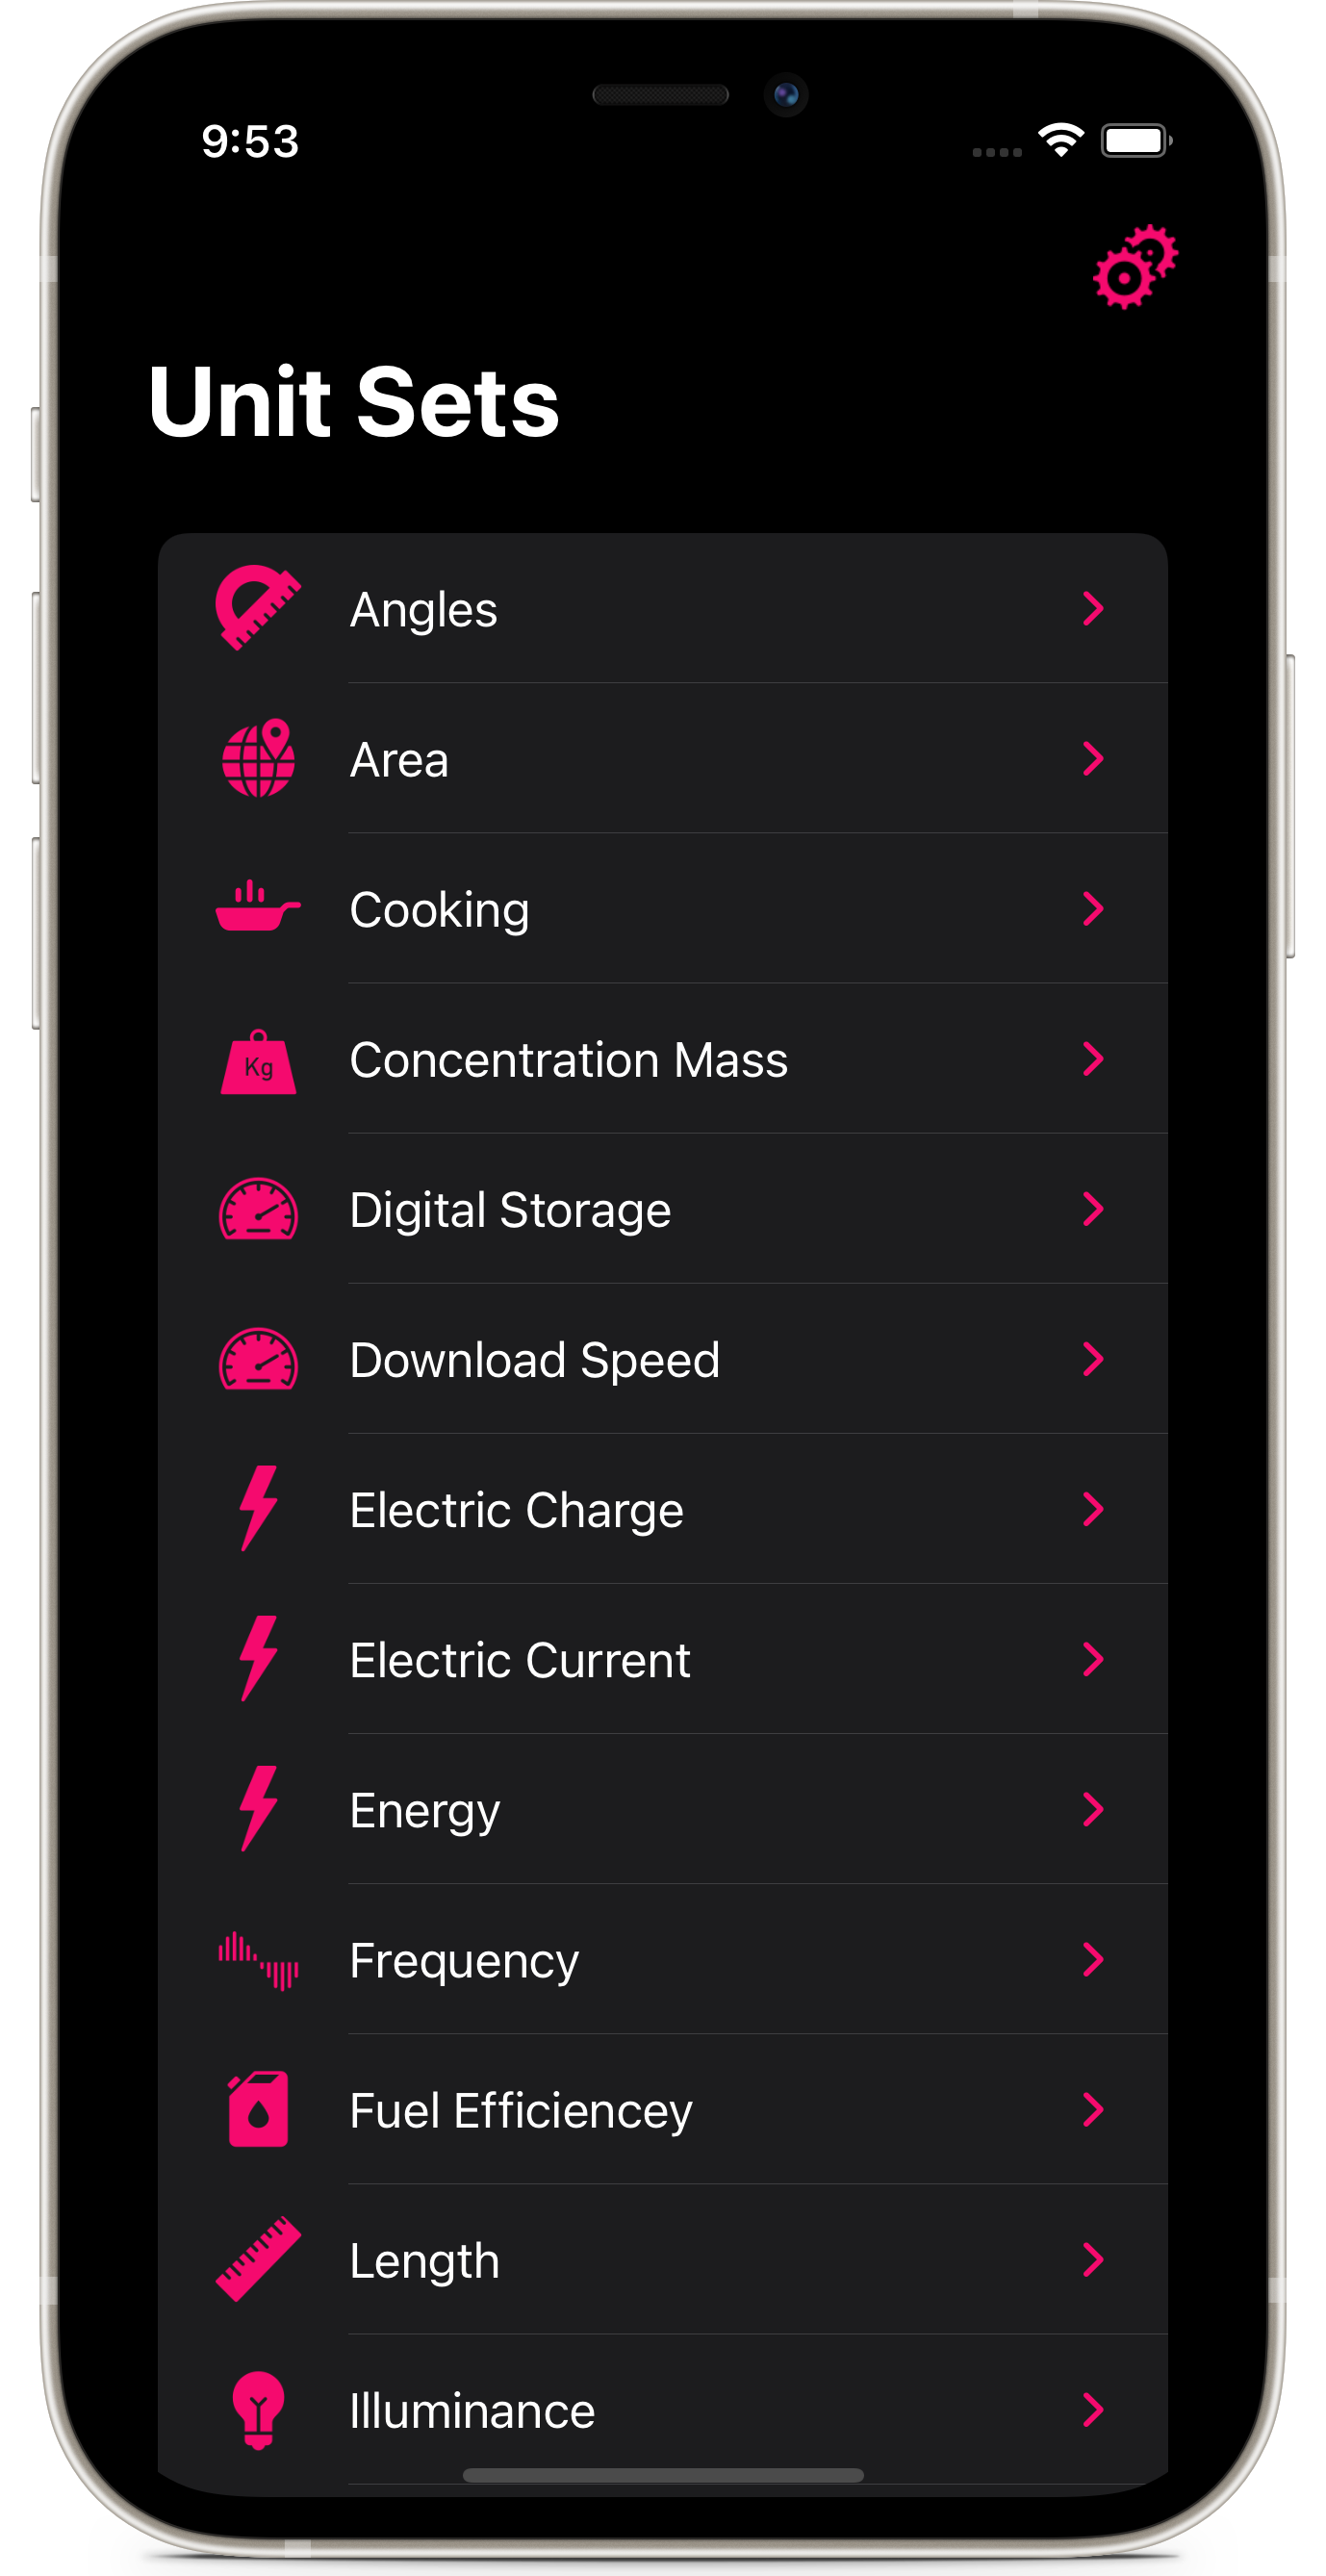 9:53
Unit Sets
Angles
Area
Cooking
Kg
Concentration Mass
Digital Storage
Download Speed
Electric Charge
Electric Current
Energy
Frequency
Fuel Efficiencey
Length
Illuminance